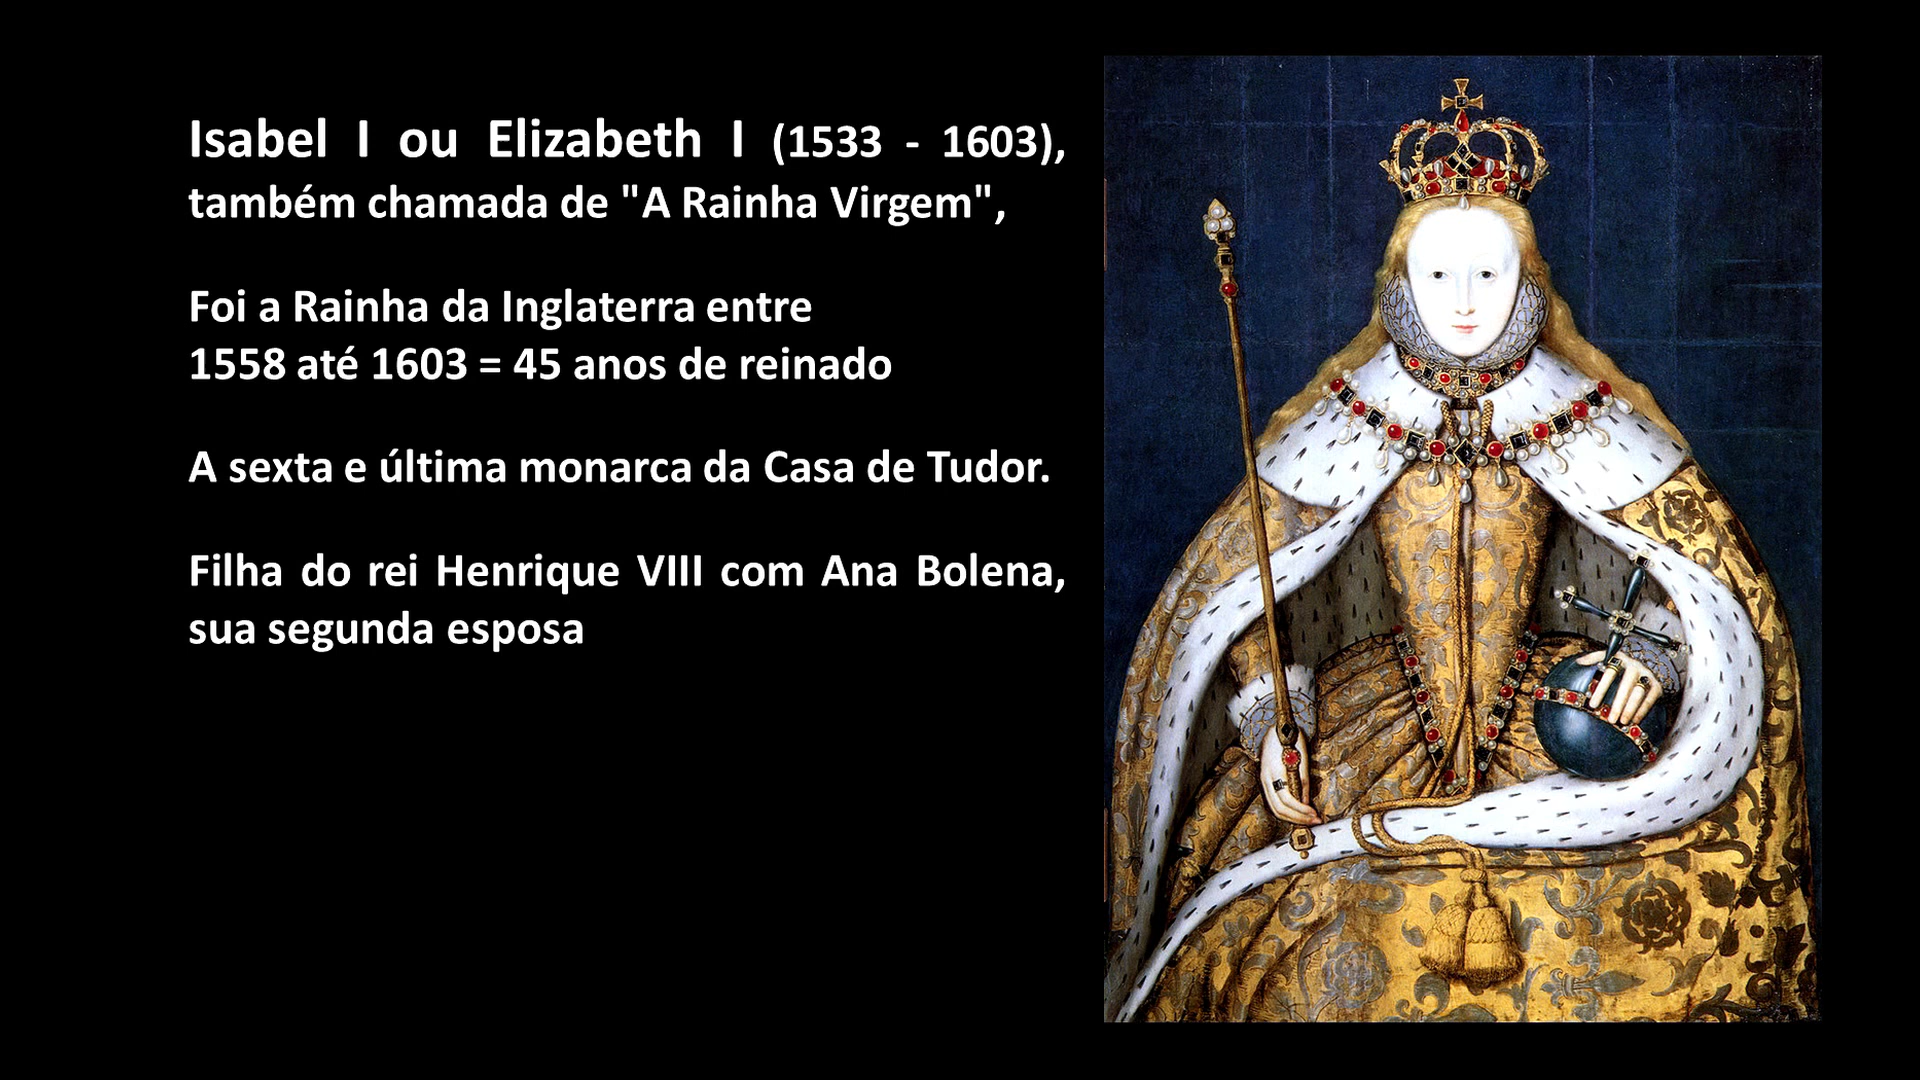 Isabel I ou Elizabeth I (1533 - 1603),
também chamada de "A Rainha Virgem",
Foi a Rainha da Inglaterra entre
1558 até 1603 = 45 anos de reinado
A sexta e última monarca da Casa de Tudor.
Filha do rei Henrique VIII com Ana Bolena,
sua segunda esposa